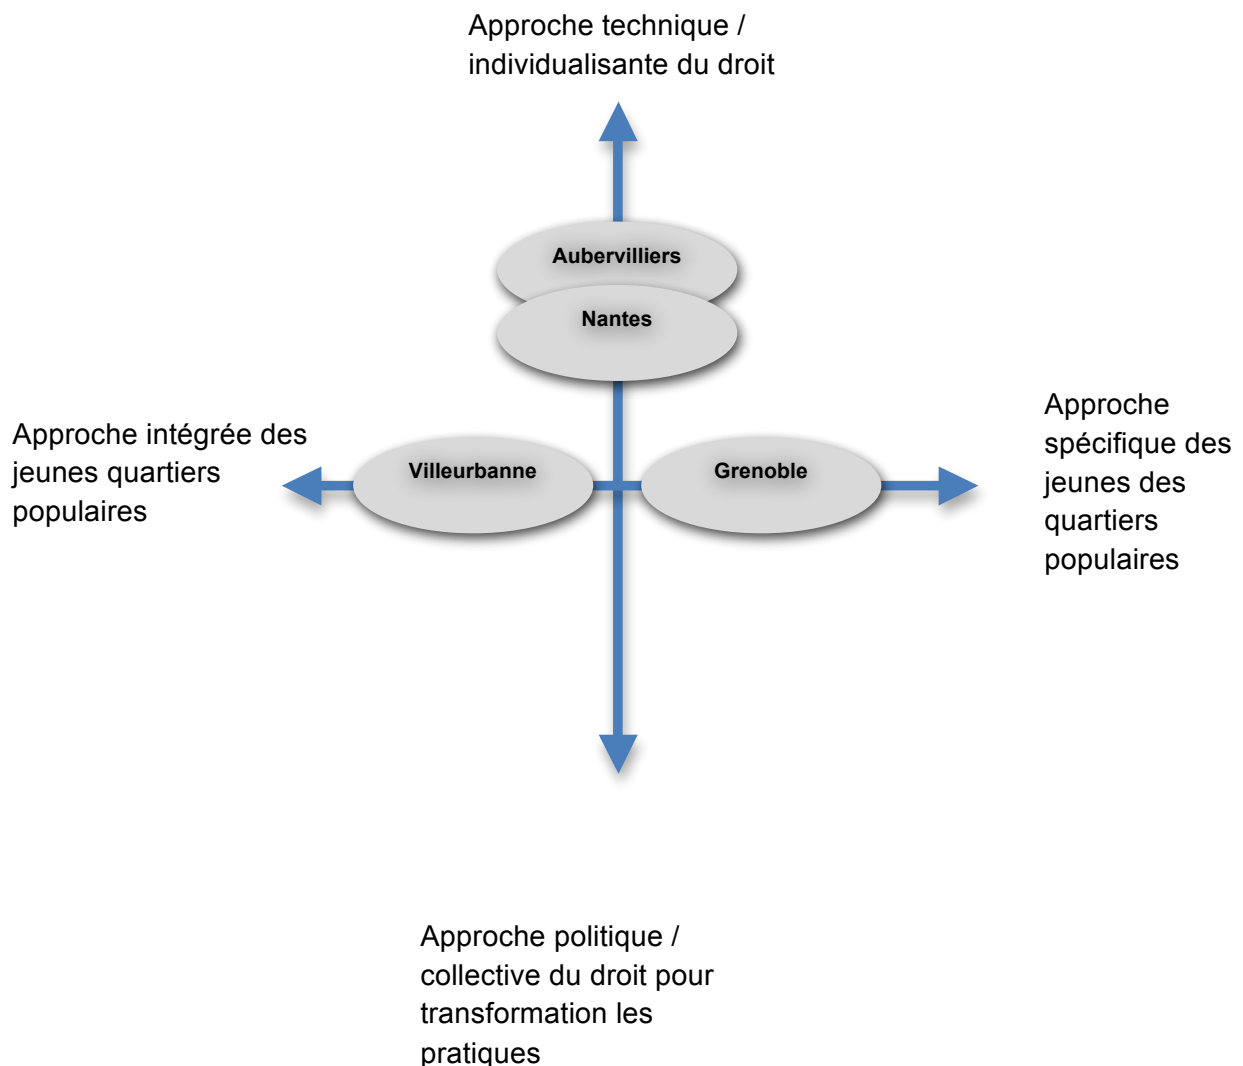 Approche technique /
individualisante du droit
Aubervilliers
Nantes
Approche intégrée des
jeunes quartiers
populaires
Villeurbanne
Grenoble
Approche
spécifique des
jeunes des
quartiers
populaires
Approche politique /
collective du droit pour
transformation les
pratiques